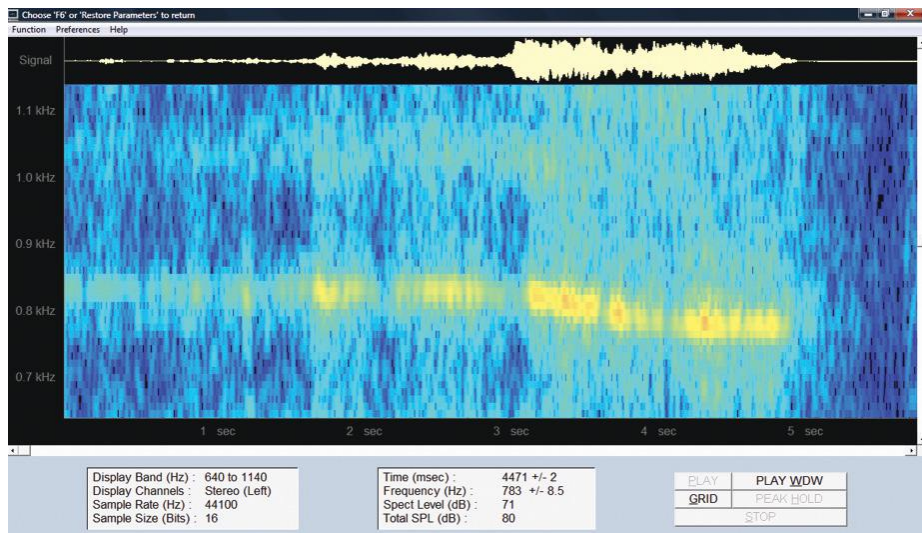 Choose 'F6' or 'Restore Parameters' to return
Function Preferences Help
Signal
1.1 kHz
1.0 kHz
0.9 kHz
0.8 kHz
0.7 kHz
1 sec 2 sec 3 sec 4 sec 5 sec
Display Band (Hz) : 640 to 1140
Display Channels : Stereo (Left)
Sample Rate (Hz) : 44100
Sample Size (Bits) : 16
Time (msec) : 4471 +/- 2
Frequency (Hz) : 783 +/- 8.5
Spect Level (dB) : 71
Total SPL (dB) : 80
PLAY PLAY WDW
GRID PEAK HOLD
STOP